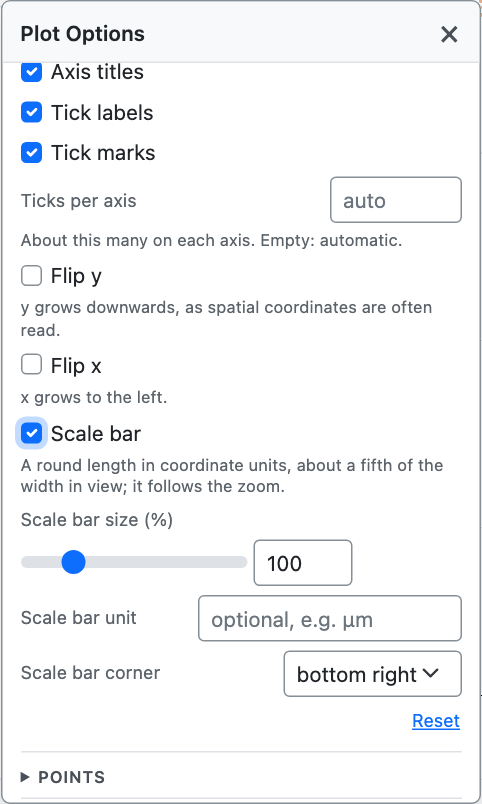 Plot Options
Axis titles
Tick labels
Tick marks
Ticks per axis
auto
About this many on each axis. Empty: automatic.
Flip y
y grows downwards, as spatial coordinates are often
read.
Flip x
x grows to the left.
Scale bar
A round length in coordinate units, about a fifth of the
width in view; it follows the zoom.
Scale bar size (%)
100
Scale bar unit
optional, e.g. µm
Scale bar corner
bottom right
Reset
POINTS